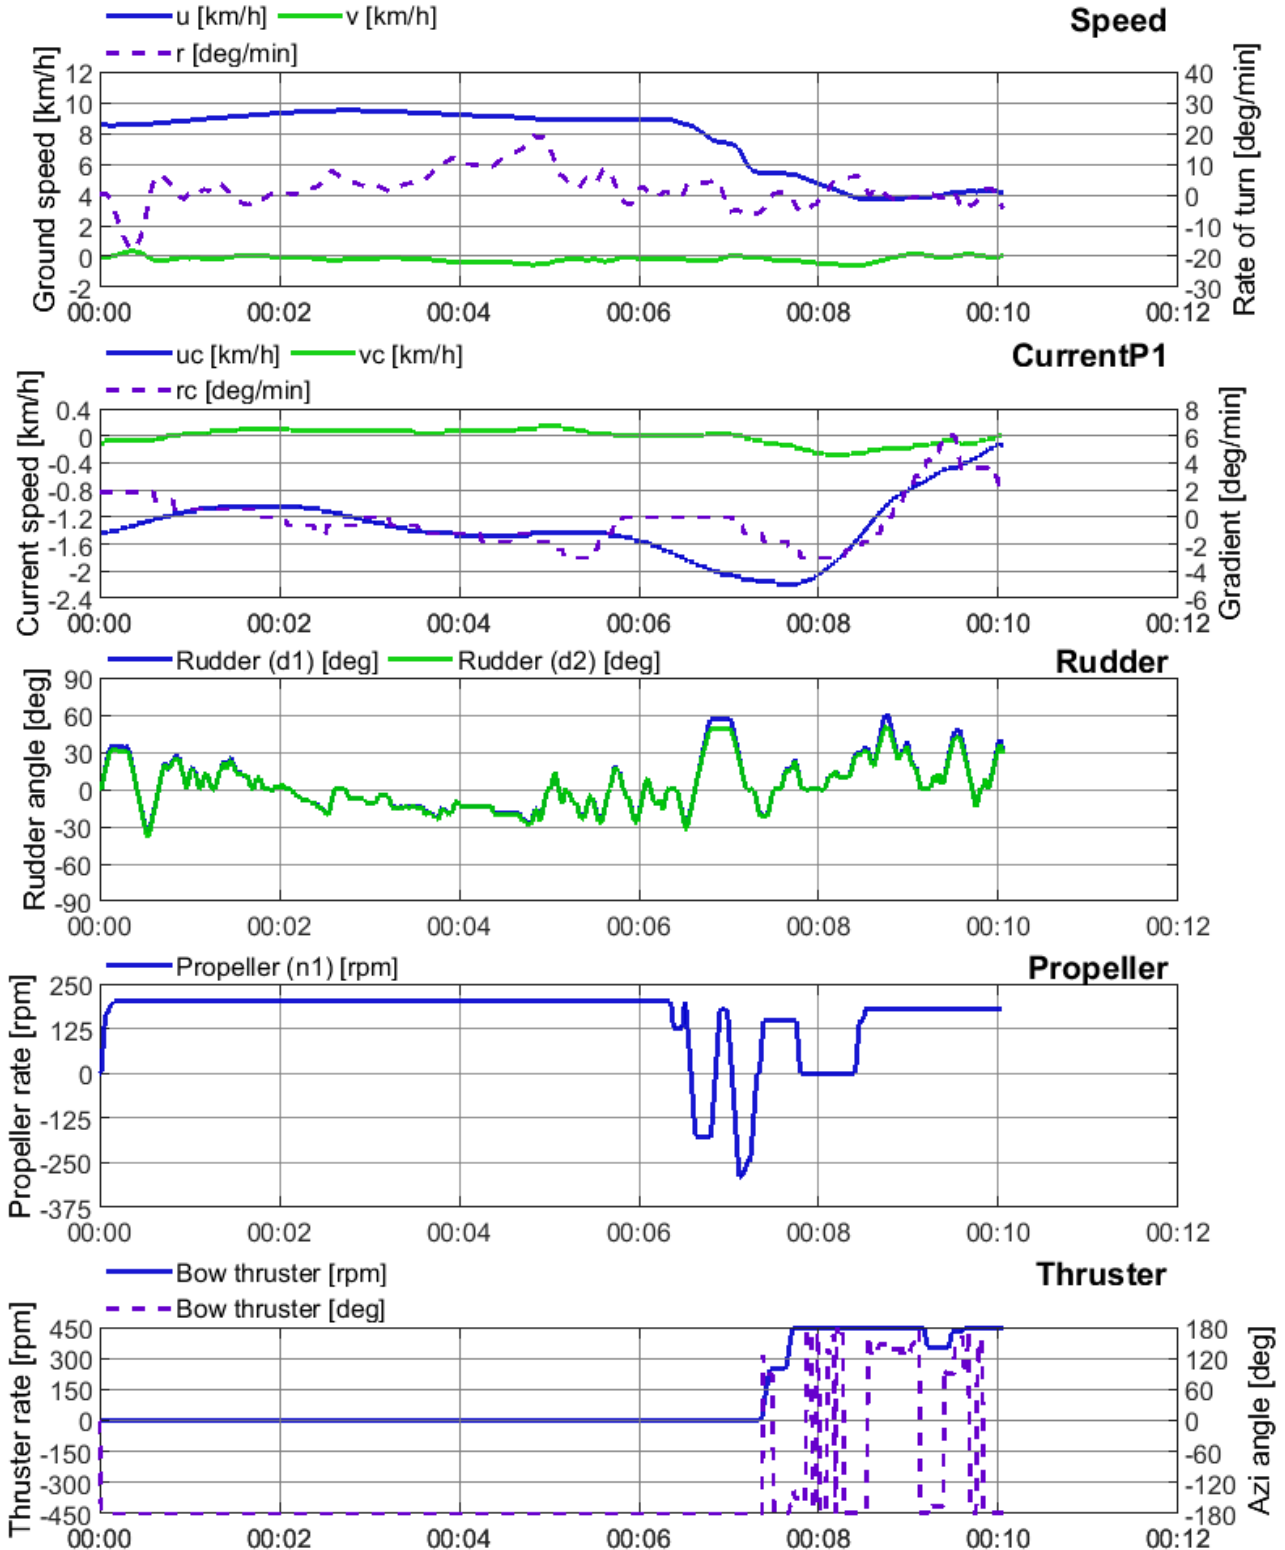 u [km/h] v [km/h] Speed
r [deg/min]
Ground speed [km/h]
12
10
8
6
4
2
0
-2
40
30
20
10
0
-10
-20
-30
Rate of turn [deg/min]
00:00 00:02 00:04 00:06 00:08 00:10 00:12
uc [km/h] vc [km/h] CurrentP1
rc [deg/min]
Current speed [km/h]
0.4
0
-0.4
-0.8
-1.2
-1.6
-2
-2.4
8
6
4
2
0
-2
-4
-6
Gradient [deg/min]
00:00 00:02 00:04 00:06 00:08 00:10 00:12
Rudder (d1) [deg] Rudder (d2) [deg] Rudder
Rudder angle [deg]
90
60
30
0
-30
-60
-90
00:00 00:02 00:04 00:06 00:08 00:10 00:12
Propeller (n1) [rpm] Propeller
Propeller rate [rpm]
250
125
0
-125
-250
-375
00:00 00:02 00:04 00:06 00:08 00:10 00:12
Bow thruster [rpm] Thruster
Bow thruster [deg]
Thruster rate [rpm]
450
300
150
0
-150
-300
-450
180
120
60
0
-60
-120
-180
Azi angle [deg]
00:00 00:02 00:04 00:06 00:08 00:10 00:12